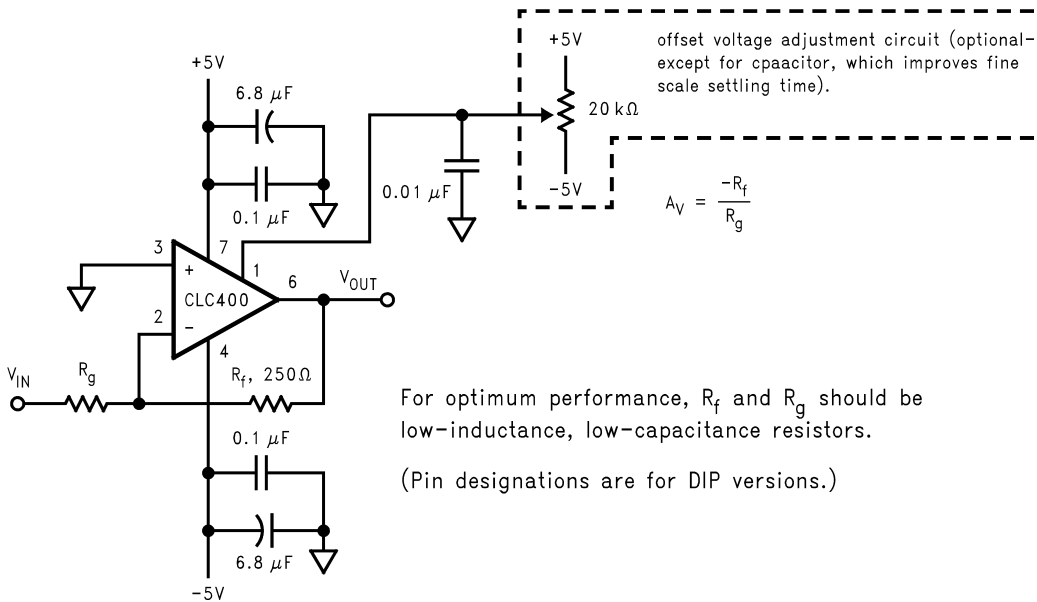 +5V
offset voltage adjustment circuit (optional-
except for cpaacitor, which improves fine
scale settling time).
+5V
20 kΩ
-5V
6.8 μF
0.1 μF
0.01 μF
A_V = -R_f / R_g
3
7
1
+
CLC400
6
V_OUT
2
-
4
V_IN
R_g
R_f, 250Ω
For optimum performance, R_f and R_g should be
low-inductance, low-capacitance resistors.
(Pin designations are for DIP versions.)
0.1 μF
6.8 μF
-5V